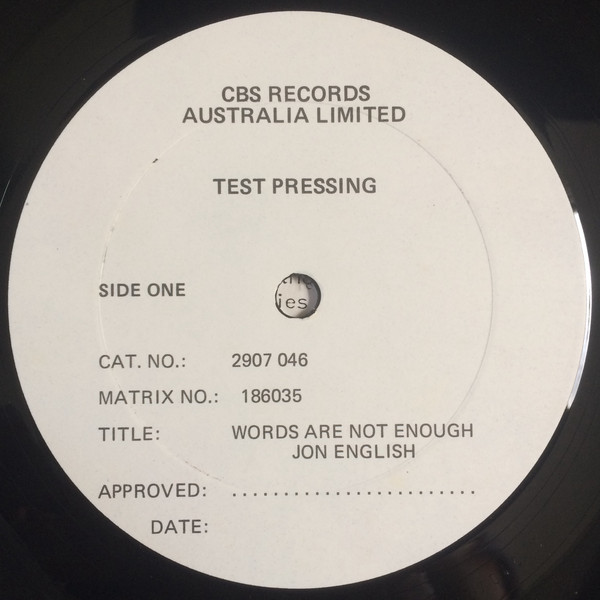 CBS RECORDS
AUSTRALIA LIMITED
TEST PRESSING
SIDE ONE
ies
CAT. NO.: 2907 046
MATRIX NO.: 186035
TITLE: WORDS ARE NOT ENOUGH
JON ENGLISH
APPROVED: ........................
DATE: